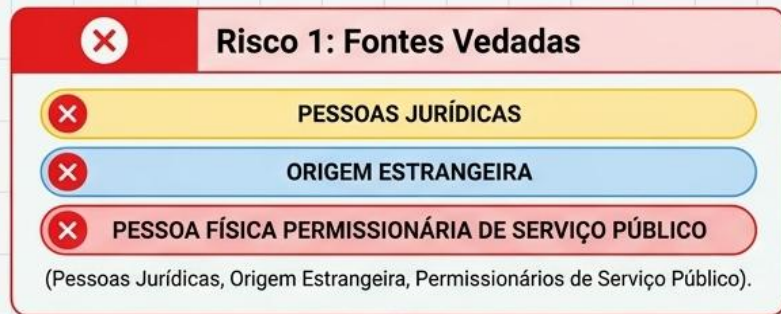 Risco 1: Fontes Vedadas
PESSOAS JURÍDICAS
ORIGEM ESTRANGEIRA
PESSOA FÍSICA PERMISSIONÁRIA DE SERVIÇO PÚBLICO
(Pessoas Jurídicas, Origem Estrangeira, Permissionários de Serviço Público).